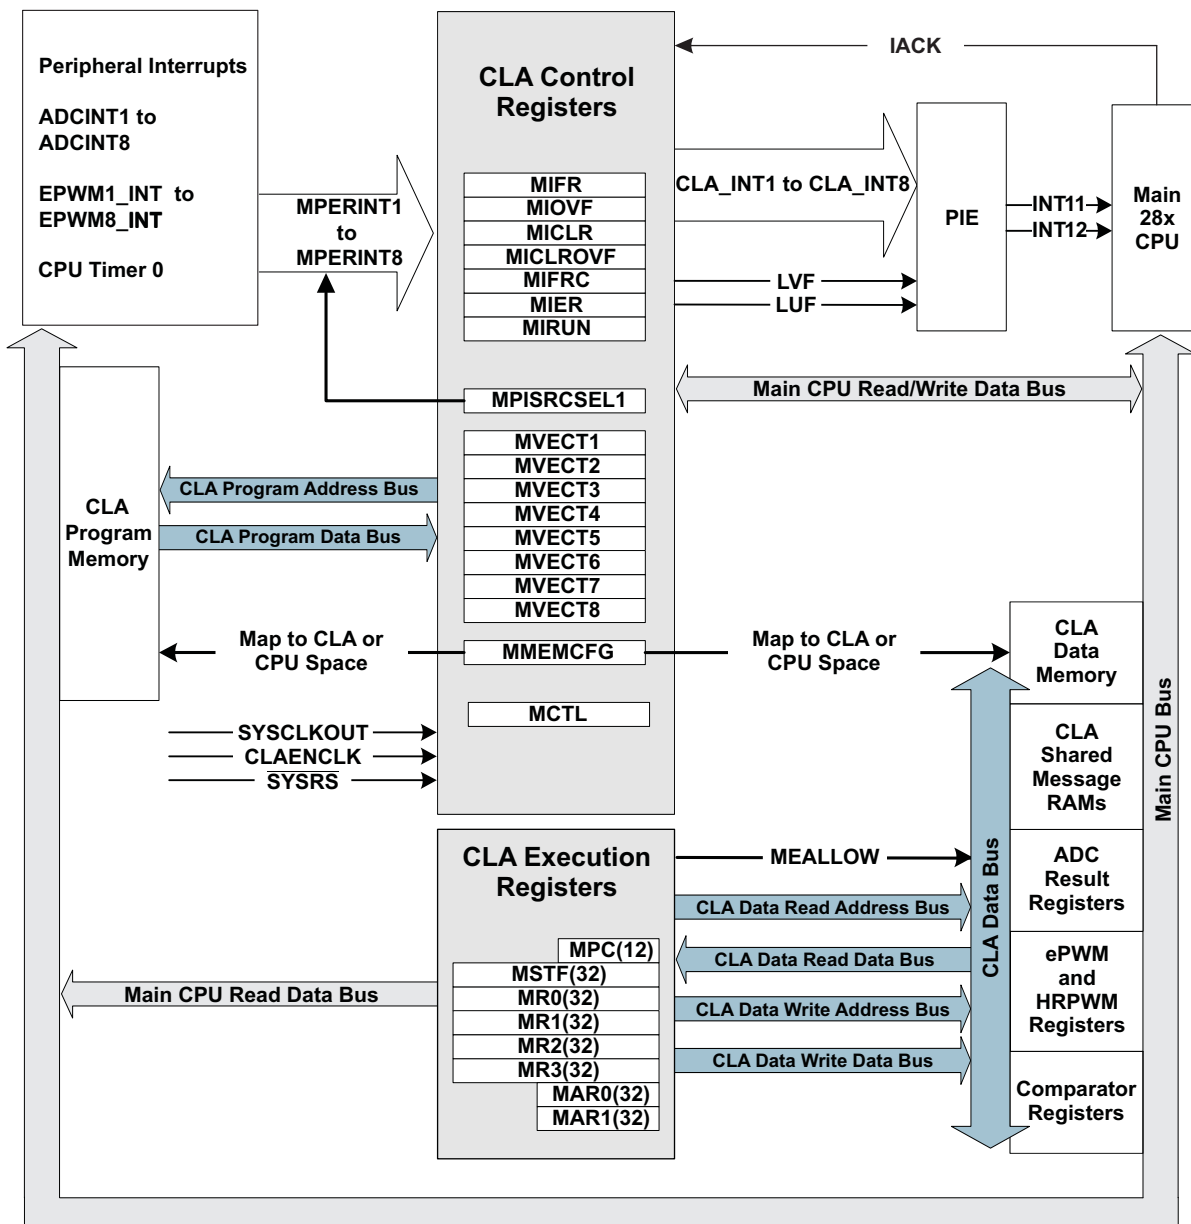 Peripheral Interrupts
ADCINT1 to
ADCINT8
EPWM1_INT to
EPWM8_INT
CPU Timer 0
MPERINT1
to
MPERINT8
CLA Control
Registers
MIFR
MIOVF
MICLR
MICLROVF
MIFRC
MIER
MIRUN
MPISRCSEL1
MVECT1
MVECT2
MVECT3
MVECT4
MVECT5
MVECT6
MVECT7
MVECT8
MMEMCFG
MCTL
IACK
CLA_INT1 to CLA_INT8
LVF
LUF
PIE
INT11
INT12
Main
28x
CPU
Main CPU Read/Write Data Bus
CLA
Program
Memory
CLA Program Address Bus
CLA Program Data Bus
Map to CLA or
CPU Space
Map to CLA or
CPU Space
SYSCLKOUT
CLAENCLK
SYSRS
CLA
Data
Memory
CLA
Shared
Message
RAMs
ADC
Result
Registers
ePWM
and
HRPWM
Registers
Comparator
Registers
Main CPU Bus
CLA Data Bus
CLA Execution
Registers
MPC(12)
MSTF(32)
MR0(32)
MR1(32)
MR2(32)
MR3(32)
MAR0(32)
MAR1(32)
MEALLOW
CLA Data Read Address Bus
CLA Data Read Data Bus
CLA Data Write Address Bus
CLA Data Write Data Bus
Main CPU Read Data Bus